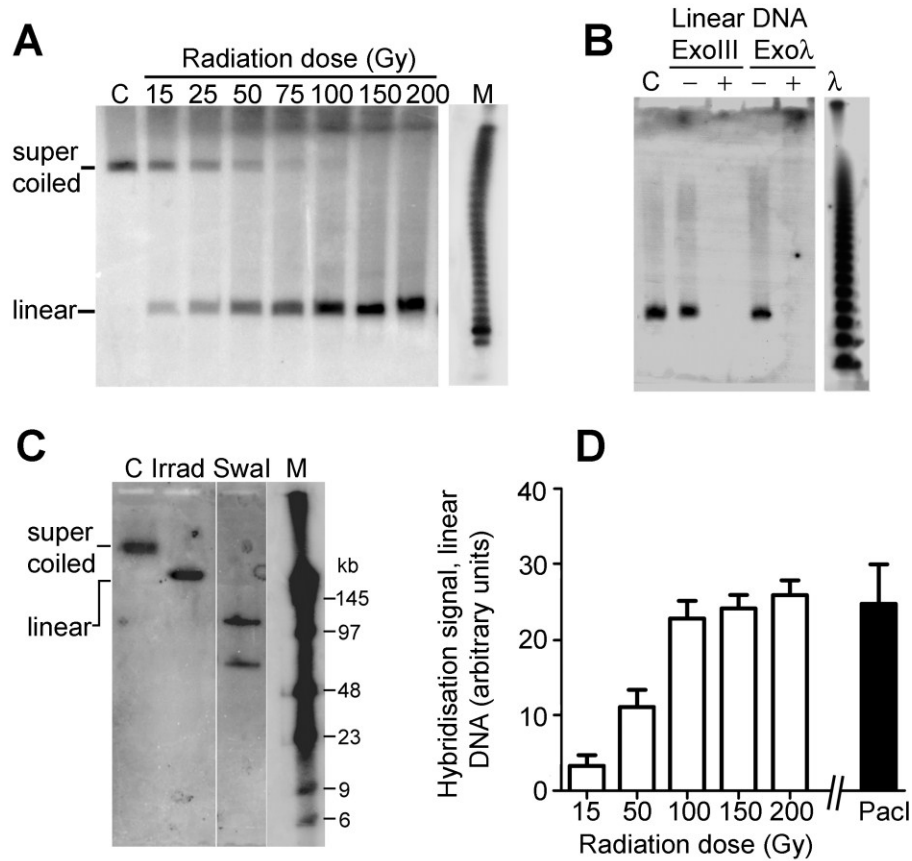 A
Radiation dose (Gy)
C 15 25 50 75 100 150 200 M
super
coiled
linear
B
Linear DNA
ExoIII Exoλ
C − + − + λ
C
C Irrad SwaI M
super
coiled
linear
kb
145
97
48
23
9
6
D
Hybridisation signal, linear
DNA (arbitrary units)
40
30
20
10
0
15 50 100 150 200 PacI
Radiation dose (Gy)